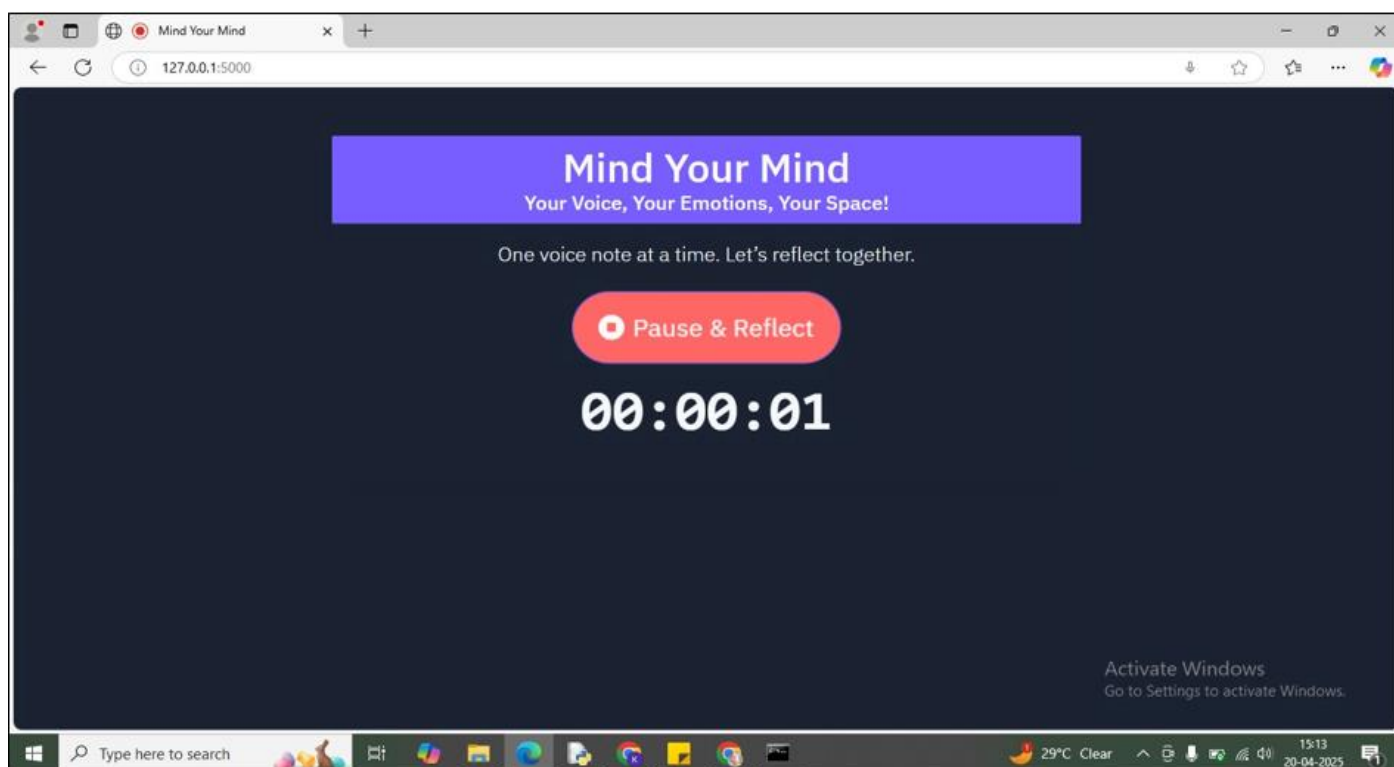 Mind Your Mind
127.0.0.1:5000
Mind Your Mind
Your Voice, Your Emotions, Your Space!
One voice note at a time. Let’s reflect together.
Pause & Reflect
00:00:01
Activate Windows
Go to Settings to activate Windows.
Type here to search
29°C Clear
15:13
20-04-2025
1